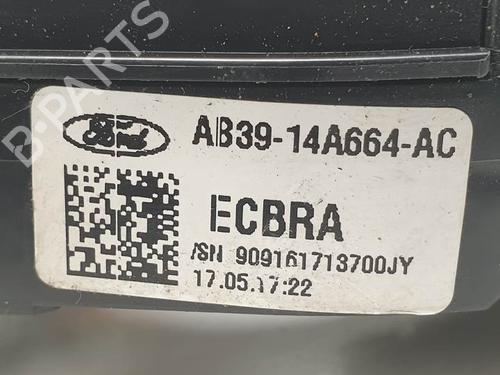 B-PARTS
Ford AB39-14A664-AC
ECBRA
/SN 909161713700JY
17.05.17:22